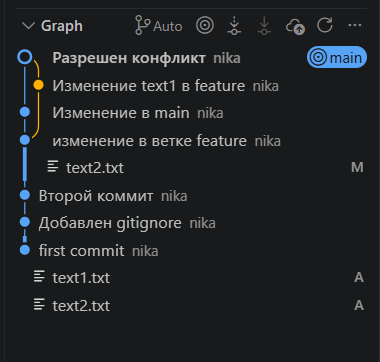 Graph Auto
Разрешен конфликт nika main
Изменение text1 в feature nika
Изменение в main nika
изменение в ветке feature nika
text2.txt M
Второй коммит nika
Добавлен gitignore nika
first commit nika
text1.txt A
text2.txt A